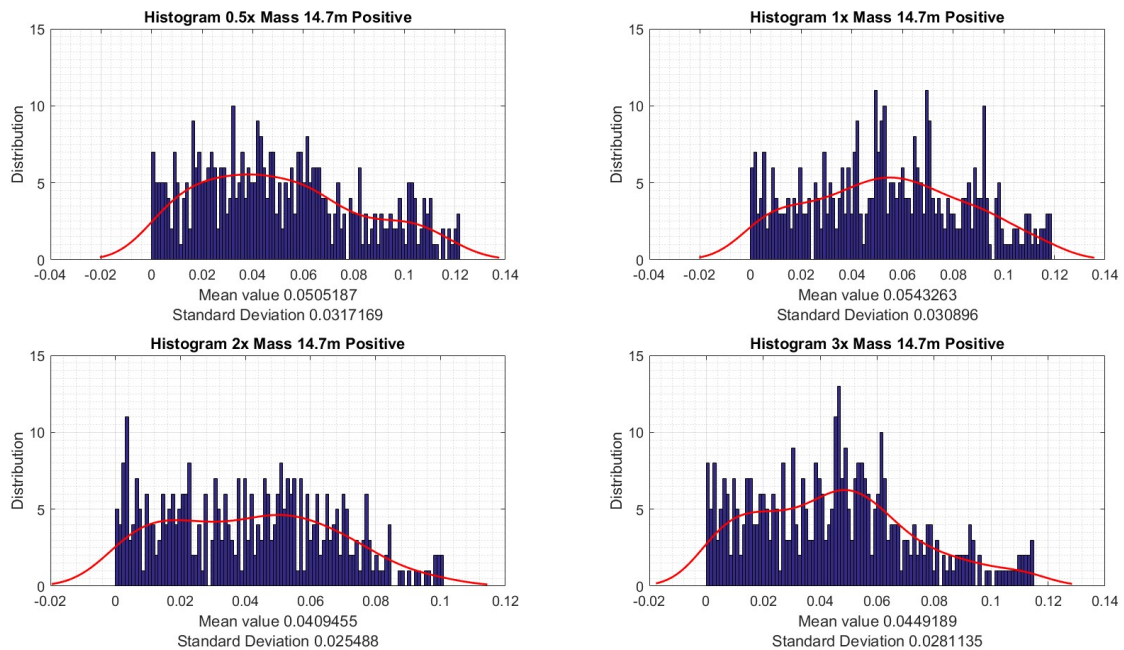 Histogram 0.5x Mass 14.7m Positive
15
10
5
0
Distribution
-0.04 -0.02 0 0.02 0.04 0.06 0.08 0.1 0.12 0.14
Mean value 0.0505187
Standard Deviation 0.0317169
Histogram 1x Mass 14.7m Positive
15
10
5
0
Distribution
-0.04 -0.02 0 0.02 0.04 0.06 0.08 0.1 0.12 0.14
Mean value 0.0543263
Standard Deviation 0.030896
Histogram 2x Mass 14.7m Positive
15
10
5
0
Distribution
-0.02 0 0.02 0.04 0.06 0.08 0.1 0.12
Mean value 0.0409455
Standard Deviation 0.025488
Histogram 3x Mass 14.7m Positive
15
10
5
0
Distribution
-0.02 0 0.02 0.04 0.06 0.08 0.1 0.12 0.14
Mean value 0.0449189
Standard Deviation 0.0281135